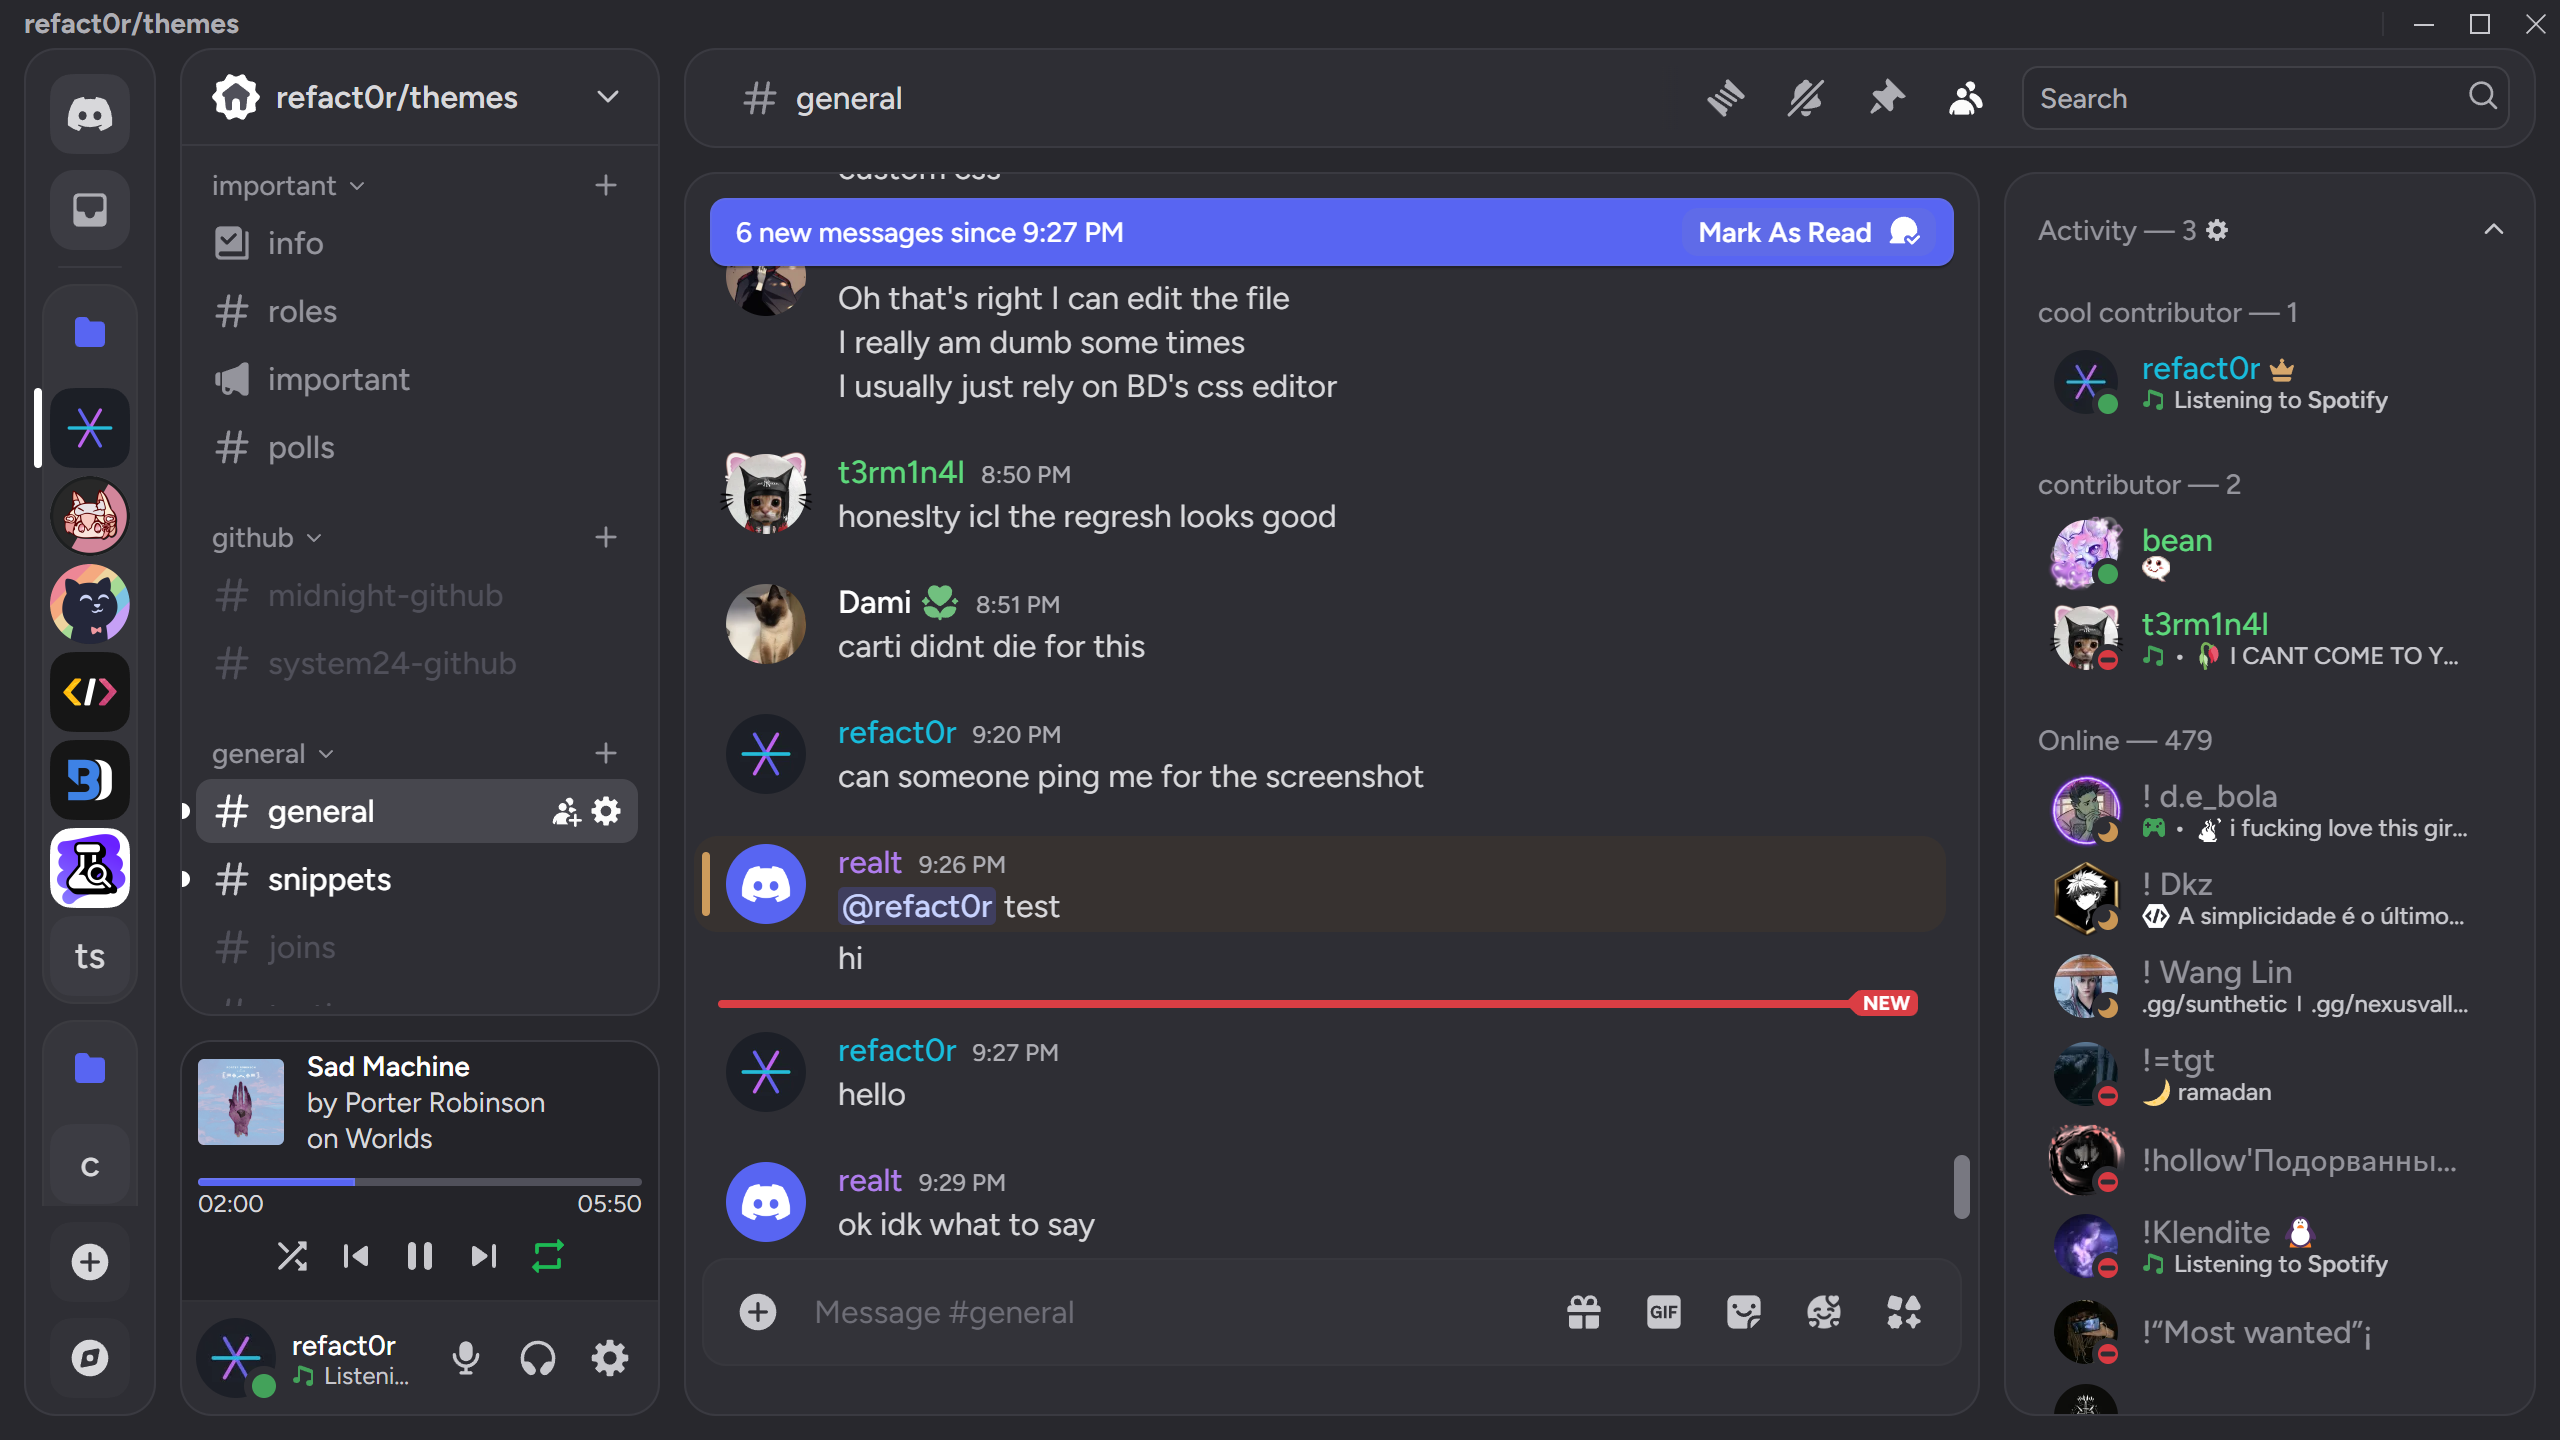 refact0r/themes
refact0r/themes
important
info
roles
important
polls
github
midnight-github
system24-github
general
general
snippets
joins
ts
c
Sad Machine
by Porter Robinson
on Worlds
02:00
05:50
refact0r
Listeni...
general
Search
custom css
6 new messages since 9:27 PM
Mark As Read
Oh that's right I can edit the file
I really am dumb some times
I usually just rely on BD's css editor
t3rm1n4l 8:50 PM
honeslty icl the regresh looks good
Dami 8:51 PM
carti didnt die for this
refact0r 9:20 PM
can someone ping me for the screenshot
realt 9:26 PM
@refact0r test
hi
NEW
refact0r 9:27 PM
hello
realt 9:29 PM
ok idk what to say
Message #general
GIF
Activity — 3
cool contributor — 1
refact0r
Listening to Spotify
contributor — 2
bean
t3rm1n4l
• I CANT COME TO Y...
Online — 479
! d.e_bola
• i fucking love this gir...
! Dkz
A simplicidade é o último...
! Wang Lin
.gg/sunthetic | .gg/nexusvall...
!=tgt
ramadan
!hollow'Подорванны...
!Klendite
Listening to Spotify
!“Most wanted”¡